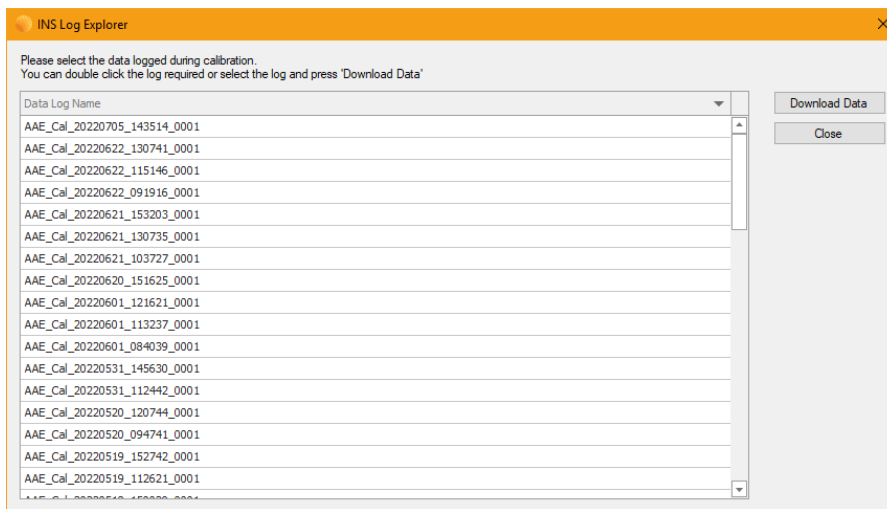 INS Log Explorer
Please select the data logged during calibration.
You can double click the log required or select the log and press 'Download Data'
Data Log Name
Download Data
Close
AAE_Cal_20220705_143514_0001
AAE_Cal_20220622_130741_0001
AAE_Cal_20220622_115146_0001
AAE_Cal_20220622_091916_0001
AAE_Cal_20220621_153203_0001
AAE_Cal_20220621_130735_0001
AAE_Cal_20220621_103727_0001
AAE_Cal_20220620_151625_0001
AAE_Cal_20220601_121621_0001
AAE_Cal_20220601_113237_0001
AAE_Cal_20220601_084039_0001
AAE_Cal_20220531_145630_0001
AAE_Cal_20220531_112442_0001
AAE_Cal_20220520_120744_0001
AAE_Cal_20220520_094741_0001
AAE_Cal_20220519_152742_0001
AAE_Cal_20220519_112621_0001